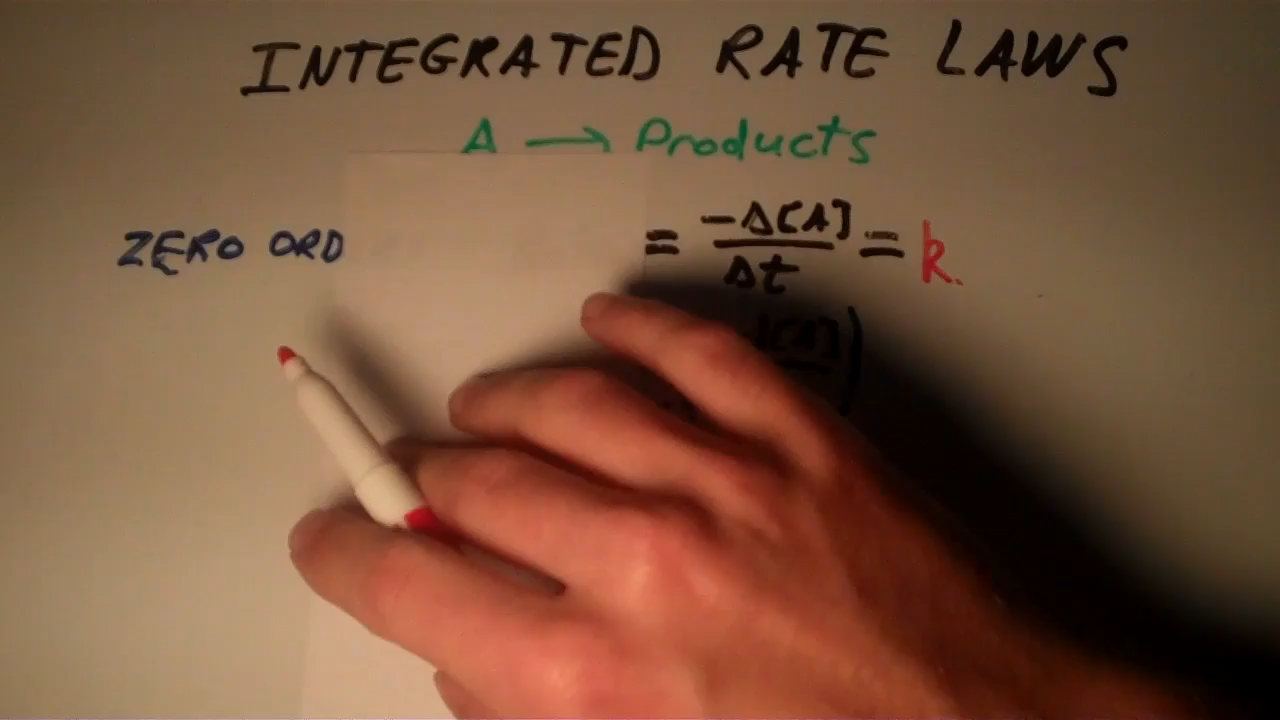 INTEGRATED RATE LAWS
A → Products
ZERO ORD = -Δ[A]/Δt = k.